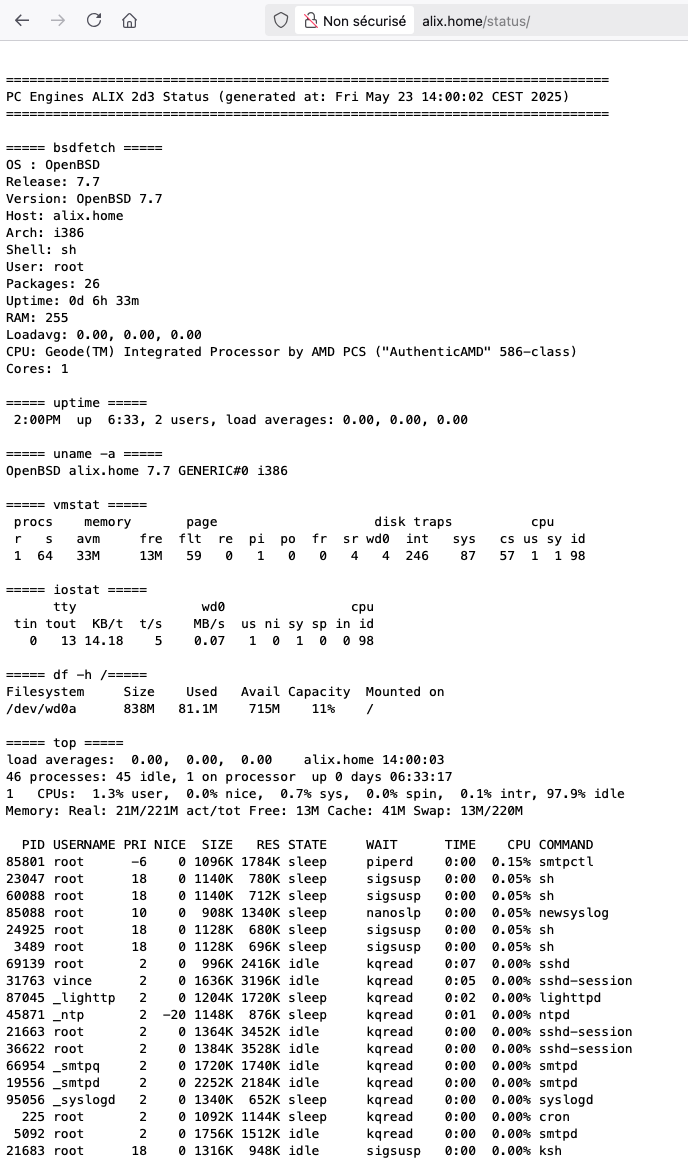 Non sécurisé alix.home/status/
=============================================================================
PC Engines ALIX 2d3 Status (generated at: Fri May 23 14:00:02 CEST 2025)
=============================================================================
===== bsdfetch =====
OS : OpenBSD
Release: 7.7
Version: OpenBSD 7.7
Host: alix.home
Arch: i386
Shell: sh
User: root
Packages: 26
Uptime: 0d 6h 33m
RAM: 255
Loadavg: 0.00, 0.00, 0.00
CPU: Geode(TM) Integrated Processor by AMD PCS ("AuthenticAMD" 586-class)
Cores: 1
===== uptime =====
 2:00PM  up  6:33, 2 users, load averages: 0.00, 0.00, 0.00
===== uname -a =====
OpenBSD alix.home 7.7 GENERIC#0 i386
===== vmstat =====
 procs    memory       page                    disk traps          cpu
 r   s   avm     fre  flt  re  pi  po  fr  sr wd0  int   sys   cs us sy id
 1  64   33M     13M   59   0   1   0   0   4   4  246    87   57  1  1 98
===== iostat =====
      tty                wd0                cpu
 tin tout  KB/t  t/s    MB/s   us ni sy sp in id
   0   13 14.18    5    0.07    1  0  1  0  0 98
===== df -h /=====
Filesystem     Size    Used   Avail Capacity  Mounted on
/dev/wd0a      838M   81.1M    715M    11%    /
===== top =====
load averages:  0.00,  0.00,  0.00    alix.home 14:00:03
46 processes: 45 idle, 1 on processor  up 0 days 06:33:17
1   CPUs:  1.3% user,  0.0% nice,  0.7% sys,  0.0% spin,  0.1% intr, 97.9% idle
Memory: Real: 21M/221M act/tot Free: 13M Cache: 41M Swap: 13M/220M
  PID USERNAME PRI NICE  SIZE   RES STATE     WAIT      TIME    CPU COMMAND
85801 root      -6    0 1096K 1784K sleep     piperd    0:00  0.15% smtpctl
23047 root      18    0 1140K  780K sleep     sigsusp   0:00  0.05% sh
60088 root      18    0 1140K  712K sleep     sigsusp   0:00  0.05% sh
85088 root      10    0  908K 1340K sleep     nanoslp   0:00  0.05% newsyslog
24925 root      18    0 1128K  680K sleep     sigsusp   0:00  0.05% sh
 3489 root      18    0 1128K  696K sleep     sigsusp   0:00  0.05% sh
69139 root       2    0  996K 2416K idle      kqread    0:07  0.00% sshd
31763 vince      2    0 1636K 3196K idle      kqread    0:05  0.00% sshd-session
87045 _lighttp   2    0 1204K 1720K sleep     kqread    0:02  0.00% lighttpd
45871 _ntp       2  -20 1148K  876K sleep     kqread    0:01  0.00% ntpd
21663 root       2    0 1364K 3452K idle      kqread    0:00  0.00% sshd-session
36622 root       2    0 1384K 3528K idle      kqread    0:00  0.00% sshd-session
66954 _smtpq     2    0 1720K 1740K idle      kqread    0:00  0.00% smtpd
19556 _smtpd     2    0 2252K 2184K idle      kqread    0:00  0.00% smtpd
95056 _syslogd   2    0 1340K  652K sleep     kqread    0:00  0.00% syslogd
  225 root       2    0 1092K 1144K sleep     kqread    0:00  0.00% cron
 5092 root       2    0 1756K 1512K idle      kqread    0:00  0.00% smtpd
21683 root      18    0 1316K  948K idle      sigsusp   0:00  0.00% ksh